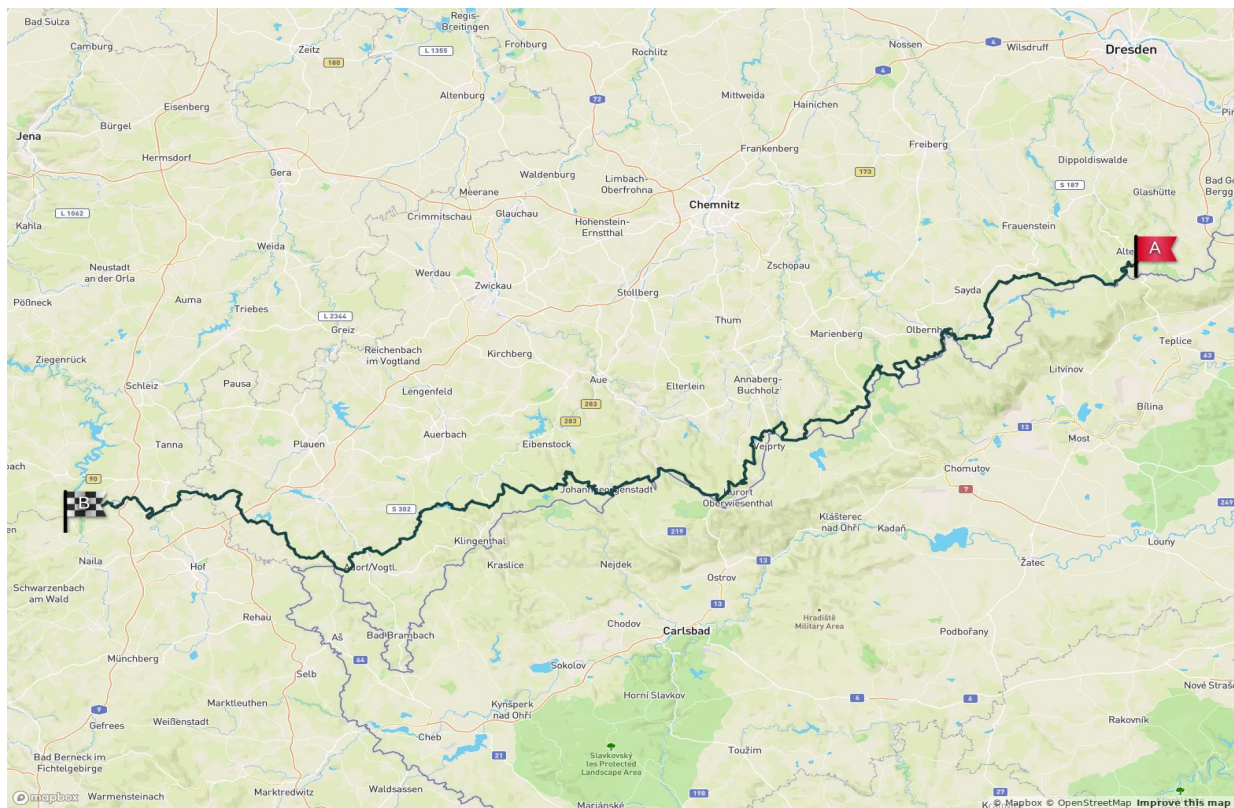 Bad Sulza
Camburg
Zeitz
180
L 1355
Regis-
Breitingen
Frohburg
Rochlitz
Nossen
4
Wilsdruff
Dresden
Altenburg
72
Mittweida
4
Hainichen
Eisenberg
Bürgel
Jena
Hermsdorf
Gera
Meerane
Waldenburg
Limbach-
Oberfrohna
Frankenberg
Freiberg
173
Dippoldiswalde
S 187
Glashütte
Crimmitschau
Glauchau
Hohenstein-
Ernstthal
Chemnitz
L 1062
Kahla
Weida
17
Frauenstein
A
Neustadt
an der Orla
Werdau
Zschopau
Zwickau
Stollberg
Sayda
Auma
Triebes
L 2344
Greiz
Pößneck
Thum
Marienberg
Teplice
Reichenbach
im Vogtland
Kirchberg
63
Ziegenrück
Litvínov
Schleiz
Pausa
Lengenfeld
Aue
Elterlein
Annaberg-
Buchholz
283
283
Bílina
Auerbach
Eibenstock
13
Most
Tanna
Plauen
Vejprty
Chomutov
90
B
7
S 302
Johanngeorgenstadt
Kurort
Oberwiesenthal
249
Klášterec
nad Ohří
Kadaň
219
Klingenthal
Louny
Naila
Hof
Adorf/Vogtl.
Kraslice
Nejdek
13
Žatec
Schwarzenbach
am Wald
Ostrov
13
Rehau
Hradiště
Military Area
Chodov
Carlsbad
Podbořany
Aš
Bad Brambach
64
Münchberg
Selb
Sokolov
Horní Slavkov
6
6
Nové Straš
Marktleuthen
9
Gefrees
Weißenstadt
Kynšperk
nad Ohří
Rakovník
Cheb
21
Slavkovský
les Protected
Landscape Area
Toužim
Bad Berneck im
Fichtelgebirge
Waldsassen
Marktredwitz
198
27
Warmensteinach
Mariánské
mapbox
© Mapbox © OpenStreetMap Improve this map